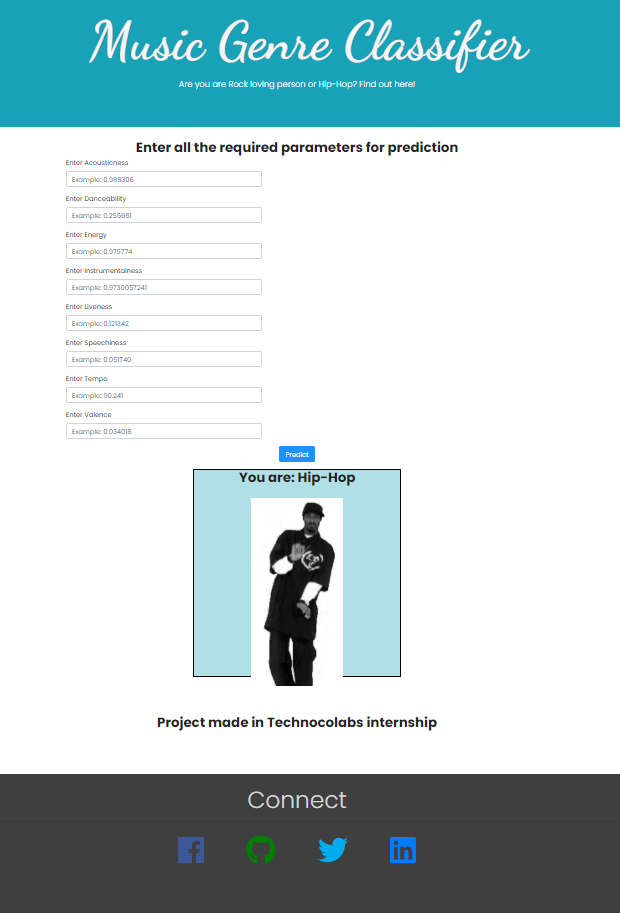 Music Genre Classifier
Are you are Rock loving person or Hip-Hop? Find out here!
Enter all the required parameters for prediction
Enter Acousticness
Example: 0.988306
Enter Danceability
Example: 0.255661
Enter Energy
Example: 0.979774
Enter Instrumentalness
Example: 0.9730057241
Enter Liveness
Example: 0.121342
Enter Speechiness
Example: 0.051740
Enter Tempo
Example: 90.241
Enter Valence
Example: 0.034018
Predict
You are: Hip-Hop
Project made in Technocolabs internship
Connect